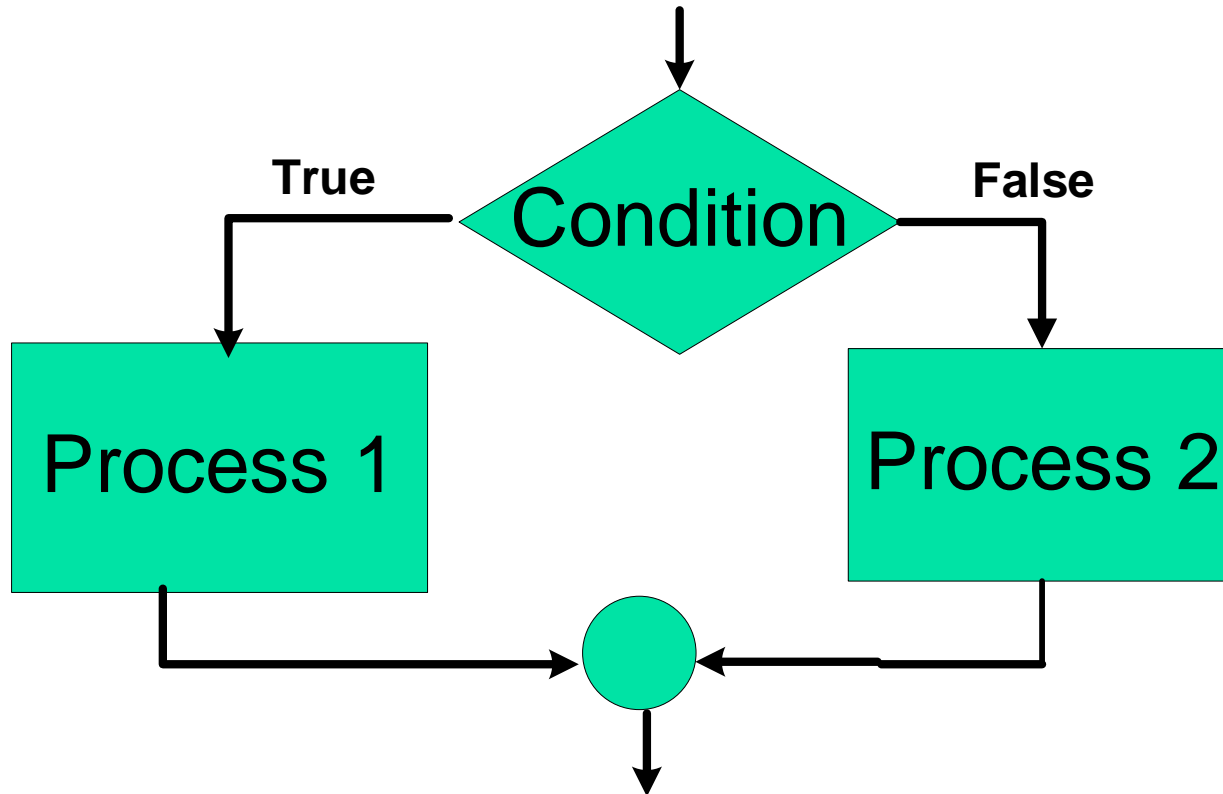 True
False
Condition
Process 1
Process 2